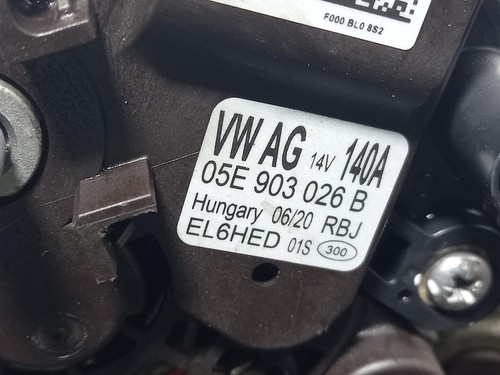 F000 BL0 8S2
VW AG 14V 140A
05E 903 026 B
Hungary 06/20 RBJ
EL6HED 01S 300